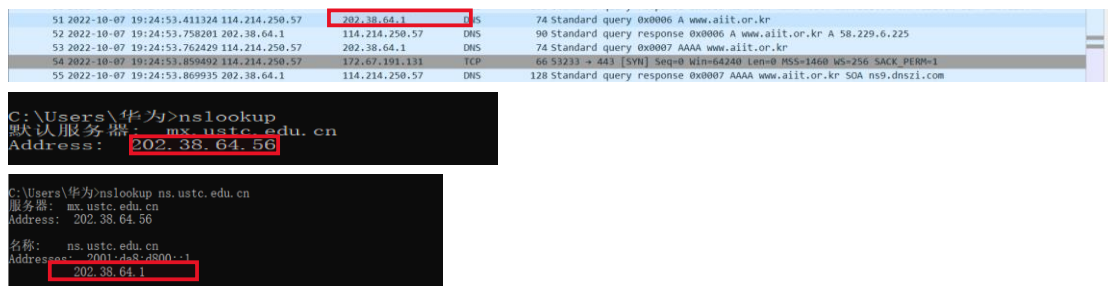 51 2022-10-07 19:24:53.411324 114.214.250.57 202.38.64.1 DNS 74 Standard query 0x0006 A www.aiit.or.kr
52 2022-10-07 19:24:53.758201 202.38.64.1 114.214.250.57 DNS 90 Standard query response 0x0006 A www.aiit.or.kr A 58.229.6.225
53 2022-10-07 19:24:53.762429 114.214.250.57 202.38.64.1 DNS 74 Standard query 0x0007 AAAA www.aiit.or.kr
54 2022-10-07 19:24:53.859492 114.214.250.57 172.67.191.131 TCP 66 53233 → 443 [SYN] Seq=0 Win=64240 Len=0 MSS=1460 WS=256 SACK_PERM=1
55 2022-10-07 19:24:53.869935 202.38.64.1 114.214.250.57 DNS 128 Standard query response 0x0007 AAAA www.aiit.or.kr SOA ns9.dnszi.com
C:\Users\华为>nslookup
默认服务器: mx.ustc.edu.cn
Address: 202.38.64.56
C:\Users\华为>nslookup ns.ustc.edu.cn
服务器: mx.ustc.edu.cn
Address: 202.38.64.56
名称: ns.ustc.edu.cn
Addresses: 2001:da8:d800::1
202.38.64.1